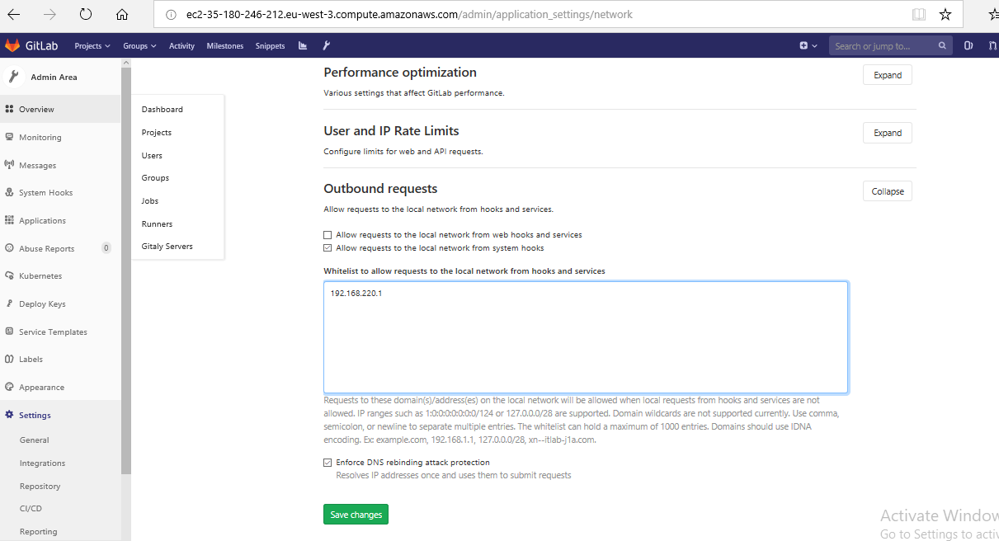 ec2-35-180-246-212.eu-west-3.compute.amazonaws.com/admin/application_settings/network
GitLab Projects Groups Activity Milestones Snippets Search or jump to...
Admin Area
Overview
Monitoring
Messages
System Hooks
Applications
Abuse Reports 0
Kubernetes
Deploy Keys
Service Templates
Labels
Appearance
Settings
General
Integrations
Repository
CI/CD
Reporting
Dashboard
Projects
Users
Groups
Jobs
Runners
Gitaly Servers
Performance optimization
Expand
Various settings that affect GitLab performance.
User and IP Rate Limits
Expand
Configure limits for web and API requests.
Outbound requests
Collapse
Allow requests to the local network from hooks and services.
Allow requests to the local network from web hooks and services
Allow requests to the local network from system hooks
Whitelist to allow requests to the local network from hooks and services
192.168.220.1
Requests to these domain(s)/address(es) on the local network will be allowed when local requests from hooks and services are not
allowed. IP ranges such as 1:0:0:0:0:0:0:0/124 or 127.0.0.0/28 are supported. Domain wildcards are not supported currently. Use comma,
semicolon, or newline to separate multiple entries. The whitelist can hold a maximum of 1000 entries. Domains should use IDNA
encoding. Ex: example.com, 192.168.1.1, 127.0.0.0/28, xn--itlab-j1a.com.
Enforce DNS rebinding attack protection
Resolves IP addresses once and uses them to submit requests
Save changes
Activate Window
Go to Settings to activ